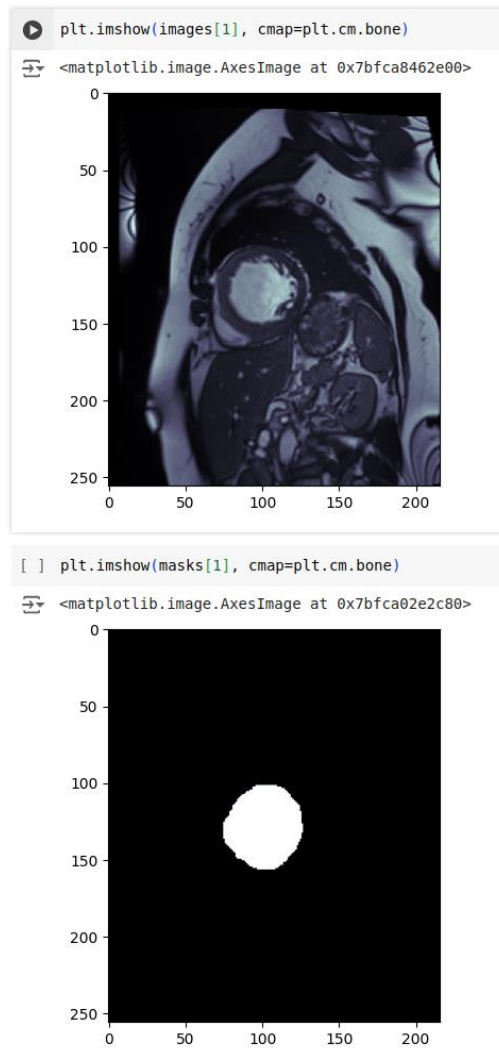 plt.imshow(images[1], cmap=plt.cm.bone)
<matplotlib.image.AxesImage at 0x7bfca8462e00>
0
50
100
150
200
250
0 50 100 150 200
[ ] plt.imshow(masks[1], cmap=plt.cm.bone)
<matplotlib.image.AxesImage at 0x7bfca02e2c80>
0
50
100
150
200
250
0 50 100 150 200